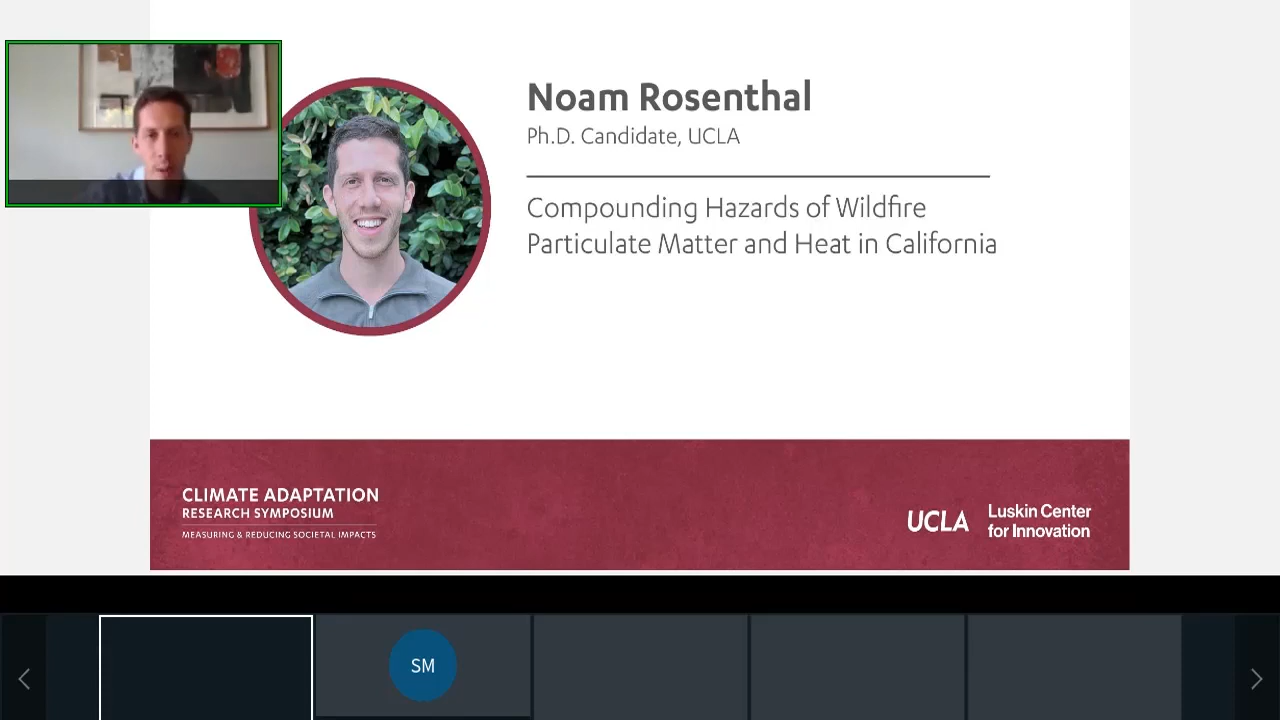 Noam Rosenthal
Ph.D. Candidate, UCLA
Compounding Hazards of Wildfire
Particulate Matter and Heat in California
CLIMATE ADAPTATION
RESEARCH SYMPOSIUM
MEASURING & REDUCING SOCIETAL IMPACTS
UCLA
Luskin Center
for Innovation
SM